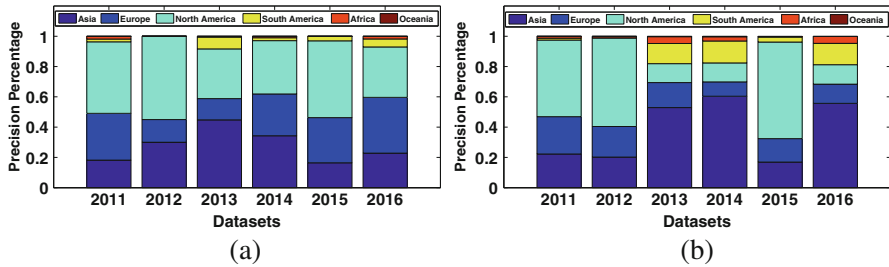 Asia Europe North America South America Africa Oceania
Precision Percentage
1
0.8
0.6
0.4
0.2
0
2011 2012 2013 2014 2015 2016
Datasets
(a)
Asia Europe North America South America Africa Oceania
Precision Percentage
1
0.8
0.6
0.4
0.2
0
2011 2012 2013 2014 2015 2016
Datasets
(b)